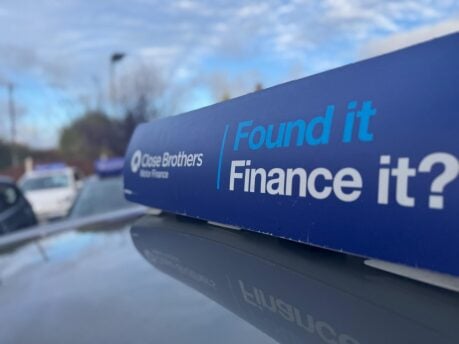 Close Brothers
Motor Finance
Found it
Finance it?